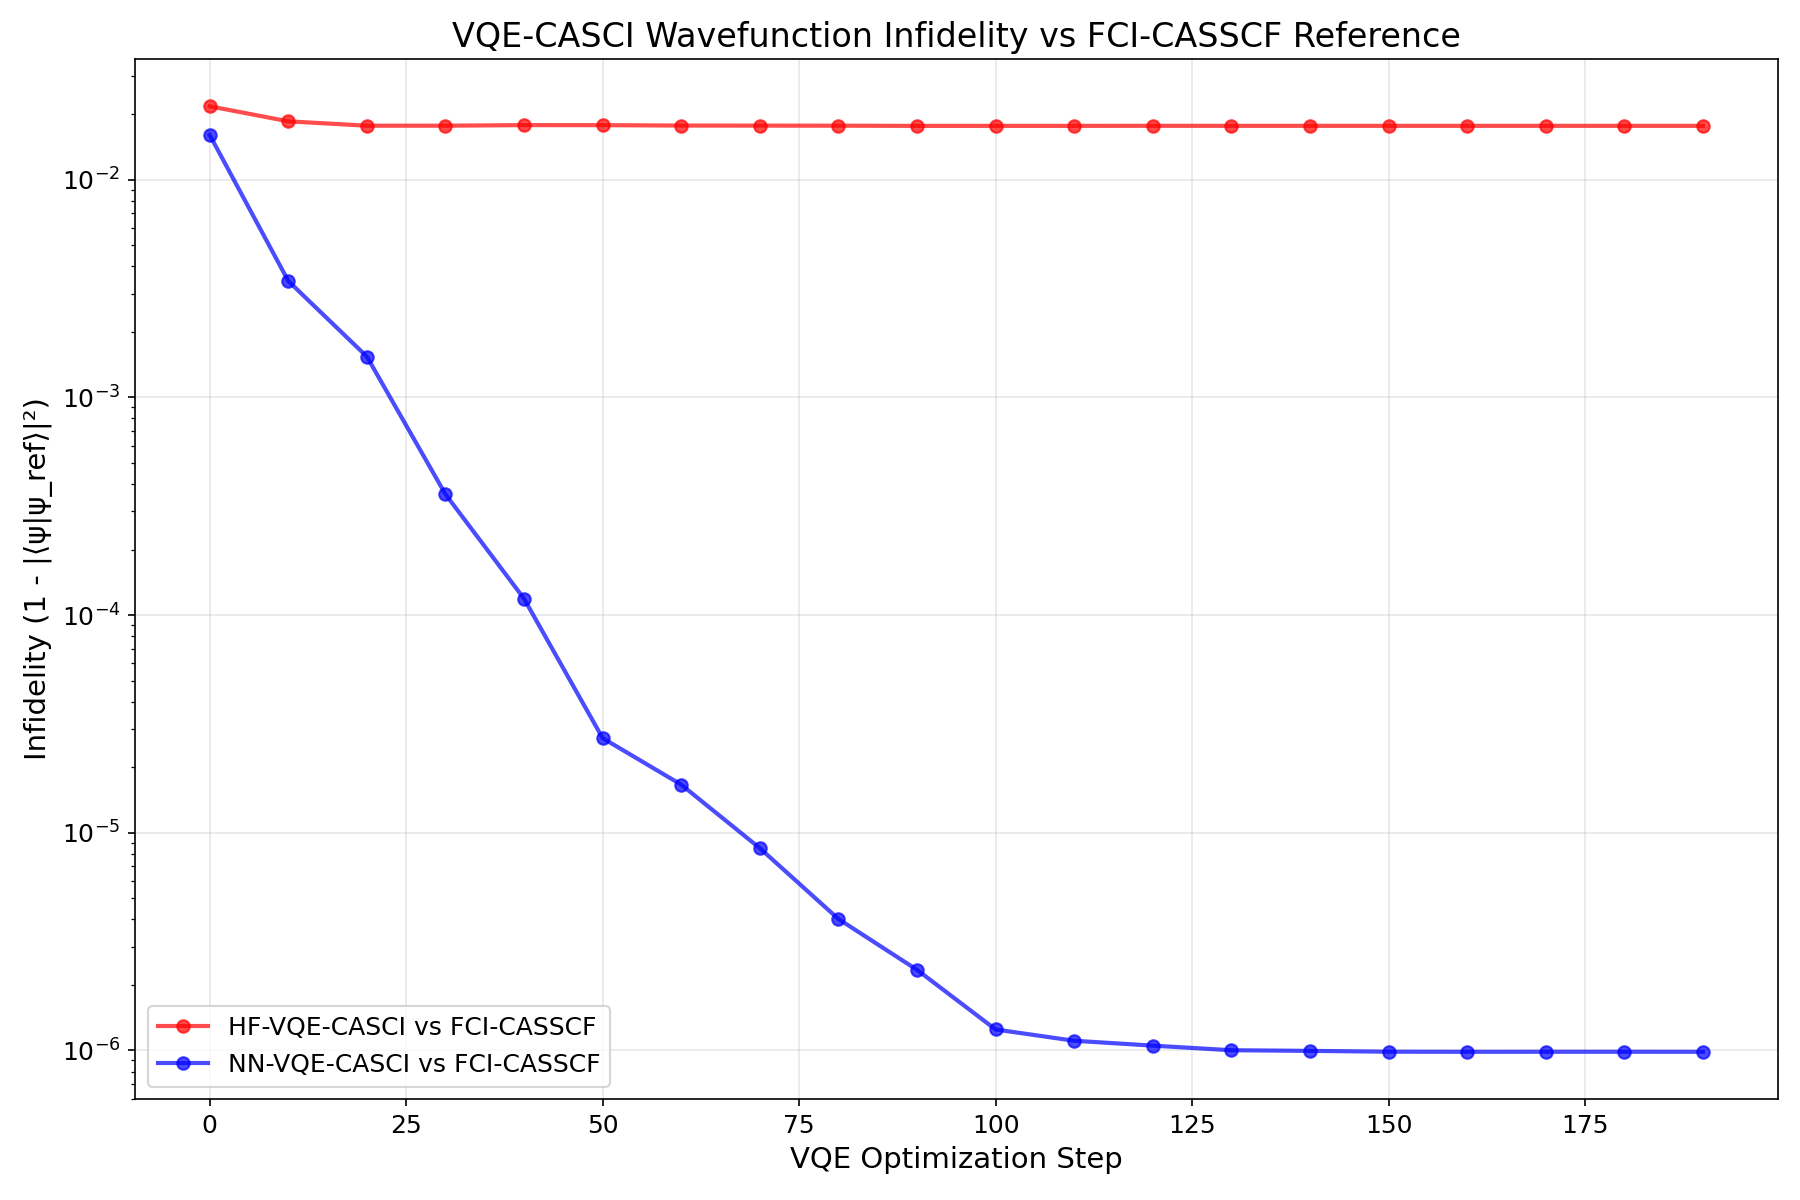 VQE-CASCI Wavefunction Infidelity vs FCI-CASSCF Reference
Infidelity (1 - |⟨ψ|ψ_ref⟩|²)
10⁻²
10⁻³
10⁻⁴
10⁻⁵
10⁻⁶
HF-VQE-CASCI vs FCI-CASSCF
NN-VQE-CASCI vs FCI-CASSCF
0 25 50 75 100 125 150 175
VQE Optimization Step